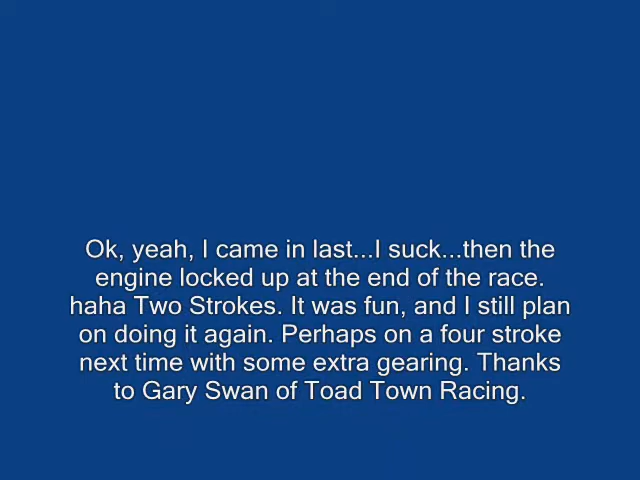 Ok, yeah, I came in last...I suck...then the
engine locked up at the end of the race.
haha Two Strokes. It was fun, and I still plan
on doing it again. Perhaps on a four stroke
next time with some extra gearing. Thanks
to Gary Swan of Toad Town Racing.